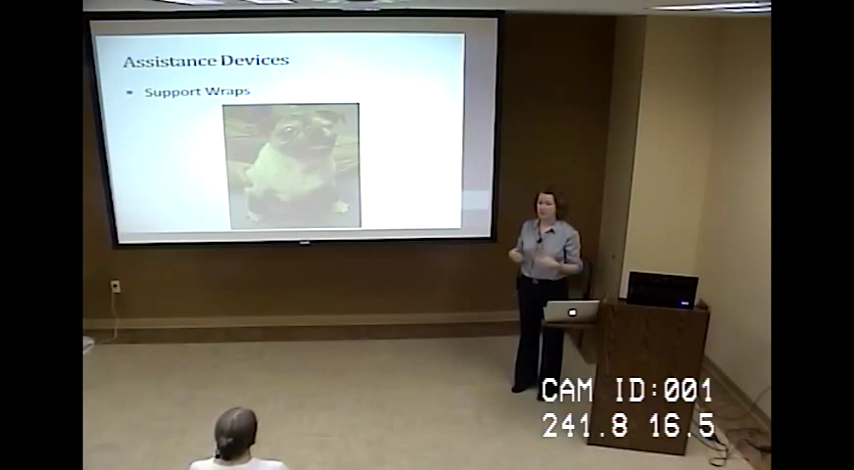 Assistance Devices
▪ Support Wraps
CAM ID:001
241.8 16.5